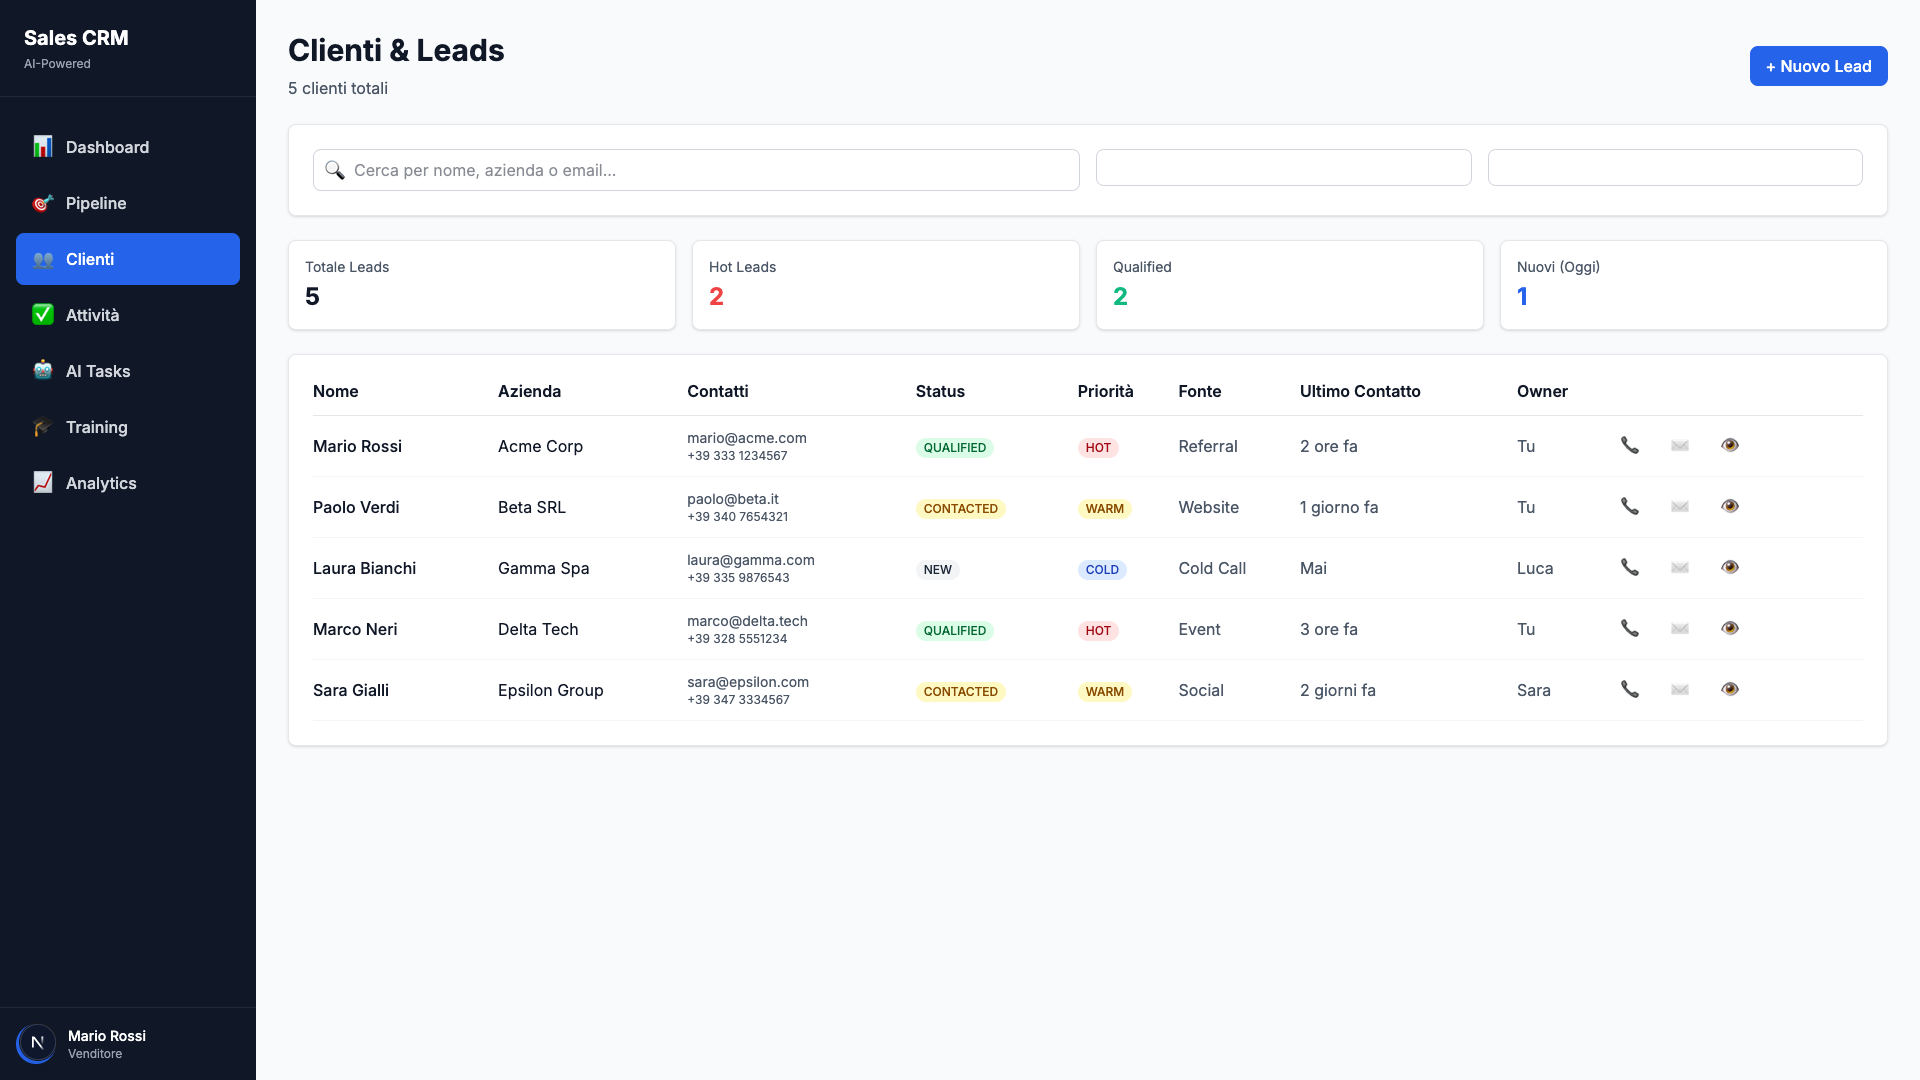 Sales CRM
AI-Powered
Dashboard
Pipeline
Clienti
Attività
AI Tasks
Training
Analytics
N
Mario Rossi
Venditore
Clienti & Leads
5 clienti totali
+ Nuovo Lead
Cerca per nome, azienda o email...
Totale Leads
5
Hot Leads
2
Qualified
2
Nuovi (Oggi)
1
Nome Azienda Contatti Status Priorità Fonte Ultimo Contatto Owner
Mario Rossi Acme Corp mario@acme.com QUALIFIED HOT Referral 2 ore fa Tu
+39 333 1234567
Paolo Verdi Beta SRL paolo@beta.it CONTACTED WARM Website 1 giorno fa Tu
+39 340 7654321
Laura Bianchi Gamma Spa laura@gamma.com NEW COLD Cold Call Mai Luca
+39 335 9876543
Marco Neri Delta Tech marco@delta.tech QUALIFIED HOT Event 3 ore fa Tu
+39 328 5551234
Sara Gialli Epsilon Group sara@epsilon.com CONTACTED WARM Social 2 giorni fa Sara
+39 347 3334567